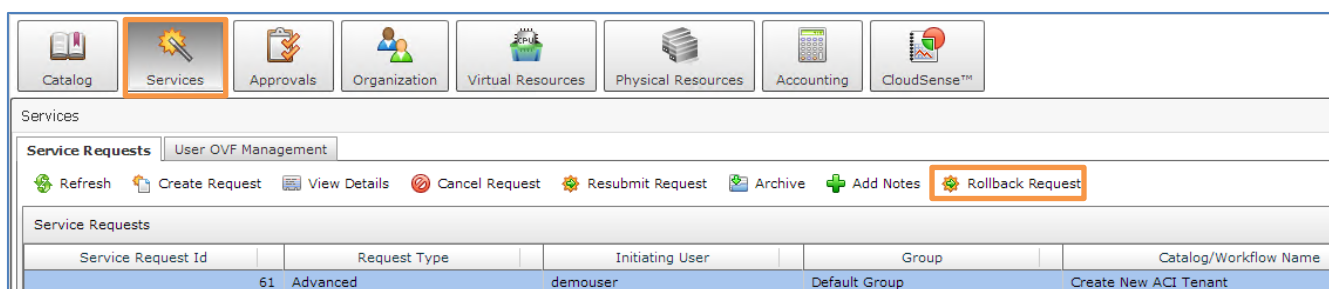 Catalog Services Approvals Organization Virtual Resources Physical Resources Accounting CloudSense™
Services
Service Requests User OVF Management
Refresh Create Request View Details Cancel Request Resubmit Request Archive Add Notes Rollback Request
Service Requests
Service Request Id Request Type Initiating User Group Catalog/Workflow Name
61 Advanced demouser Default Group Create New ACI Tenant